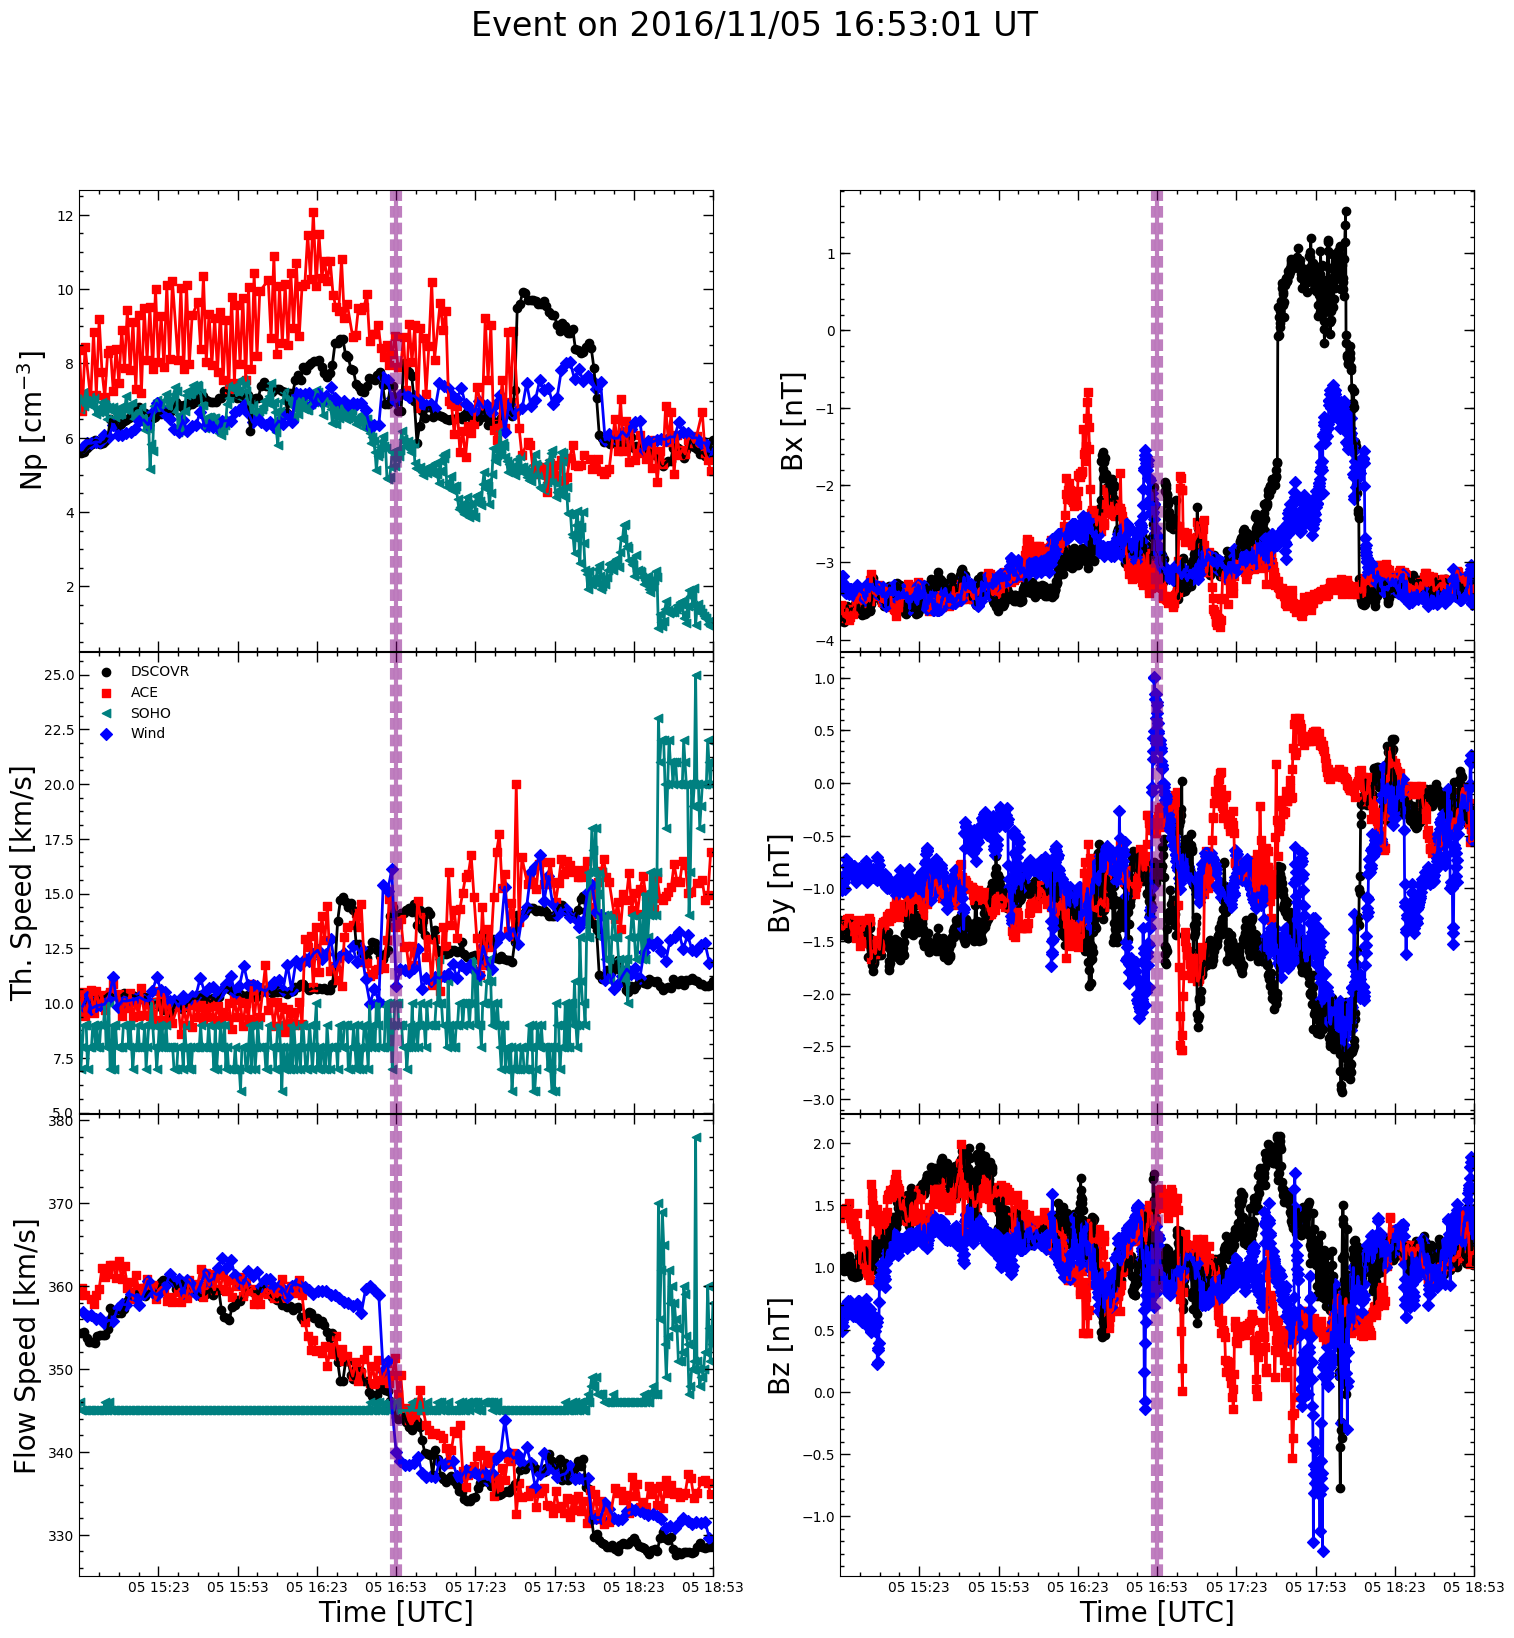 Event on 2016/11/05 16:53:01 UT
Np [cm⁻³]
12
10
8
6
4
2
Bx [nT]
1
0
−1
−2
−3
−4
Th. Speed [km/s]
25.0
22.5
20.0
17.5
15.0
12.5
10.0
7.5
5.0
DSCOVR
ACE
SOHO
Wind
By [nT]
1.0
0.5
0.0
−0.5
−1.0
−1.5
−2.0
−2.5
−3.0
Flow Speed [km/s]
380
370
360
350
340
330
05 15:23 05 15:53 05 16:23 05 16:53 05 17:23 05 17:53 05 18:23 05 18:53
Time [UTC]
Bz [nT]
2.0
1.5
1.0
0.5
0.0
−0.5
−1.0
05 15:23 05 15:53 05 16:23 05 16:53 05 17:23 05 17:53 05 18:23 05 18:53
Time [UTC]